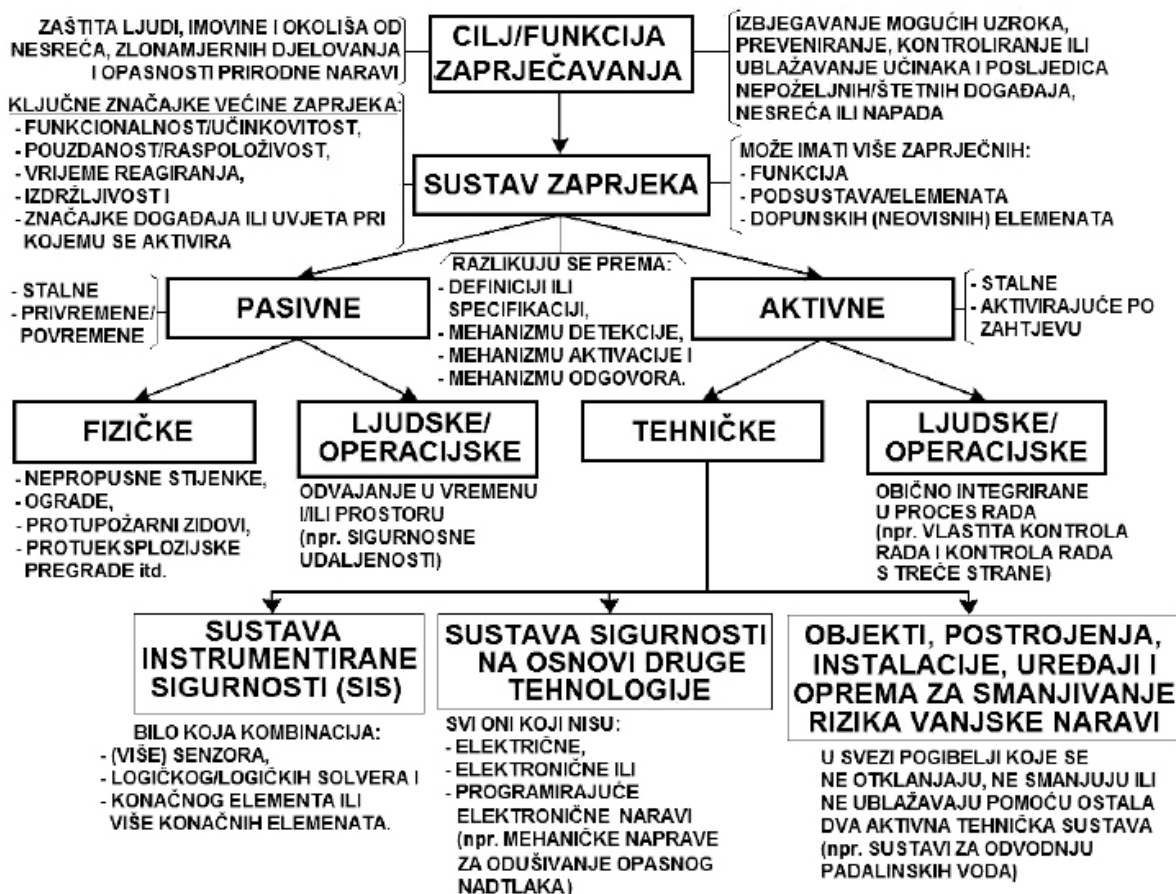 ZAŠTITA LJUDI, IMOVINE I OKOLIŠA OD
NESREĆA, ZLONAMJERNIH DJELOVANJA
I OPASNOSTI PRIRODNE NARAVI
CILJ/FUNKCIJA
ZAPRJEČAVANJA
IZBJEGAVANJE MOGUĆIH UZROKA,
PREVENIRANJE, KONTROLIRANJE ILI
UBLAŽAVANJE UČINAKA I POSLJEDICA
NEPOŽELJNIH/ŠTETNIH DOGAĐAJA,
NESREĆA ILI NAPADA
KLJUČNE ZNAČAJKE VEĆINE ZAPRJEKA:
- FUNKCIONALNOST/UČINKOVITOST,
- POUZDANOST/RASPOLOŽIVOST,
- VRIJEME REAGIRANJA,
- IZDRŽLJIVOST I
- ZNAČAJKE DOGAĐAJA ILI UVJETA PRI
KOJEMU SE AKTIVIRA
SUSTAV ZAPRJEKA
MOŽE IMATI VIŠE ZAPRJEČNIH:
- FUNKCIJA
- PODSUSTAVA/ELEMENATA
- DOPUNSKIH (NEOVISNIH) ELEMENATA
- STALNE
- PRIVREMENE/
POVREMENE
PASIVNE
RAZLIKUJU SE PREMA:
- DEFINICIJI ILI
SPECIFIKACIJI,
- MEHANIZMU DETEKCIJE,
- MEHANIZMU AKTIVACIJE I
- MEHANIZMU ODGOVORA.
AKTIVNE
- STALNE
- AKTIVIRAJUĆE PO
ZAHTJEVU
FIZIČKE
- NEPROPUSNE STIJENKE,
- OGRADE,
- PROTUPOŽARNI ZIDOVI,
- PROTUEKSPLOZIJSKE
PREGRADE itd.
LJUDSKE/
OPERACIJSKE
ODVAJANJE U VREMENU
I/ILI PROSTORU
(npr. SIGURNOSNE
UDALJENOSTI)
TEHNIČKE
LJUDSKE/
OPERACIJSKE
OBIČNO INTEGRIRANE
U PROCES RADA
(npr. VLASTITA KONTROLA
RADA I KONTROLA RADA
S TREĆE STRANE)
SUSTAVA
INSTRUMENTIRANE
SIGURNOSTI (SIS)
BILO KOJA KOMBINACIJA:
- (VIŠE) SENZORA,
- LOGIČKOG/LOGIČKIH SOLVERA I
- KONAČNOG ELEMENTA ILI
VIŠE KONAČNIH ELEMENATA.
SUSTAVA SIGURNOSTI
NA OSNOVI DRUGE
TEHNOLOGIJE
SVI ONI KOJI NISU:
- ELEKTRIČNE,
- ELEKTRONIČNE ILI
- PROGRAMIRAJUĆE
ELEKTRONIČNE NARAVI
(npr. MEHANIČKE NAPRAVE
ZA ODUŠIVANJE OPASNOG
NADTLAKA)
OBJEKTI, POSTROJENJA,
INSTALACIJE, UREĐAJI I
OPREMA ZA SMANJIVANJE
RIZIKA VANJSKE NARAVI
U SVEZI POGIBELJI KOJE SE
NE OTKLANJAJU, NE SMANJUJU ILI
NE UBLAŽAVAJU POMOĆU OSTALA
DVA AKTIVNA TEHNIČKA SUSTAVA
(npr. SUSTAVI ZA ODVODNJU
PADALINSKIH VODA)